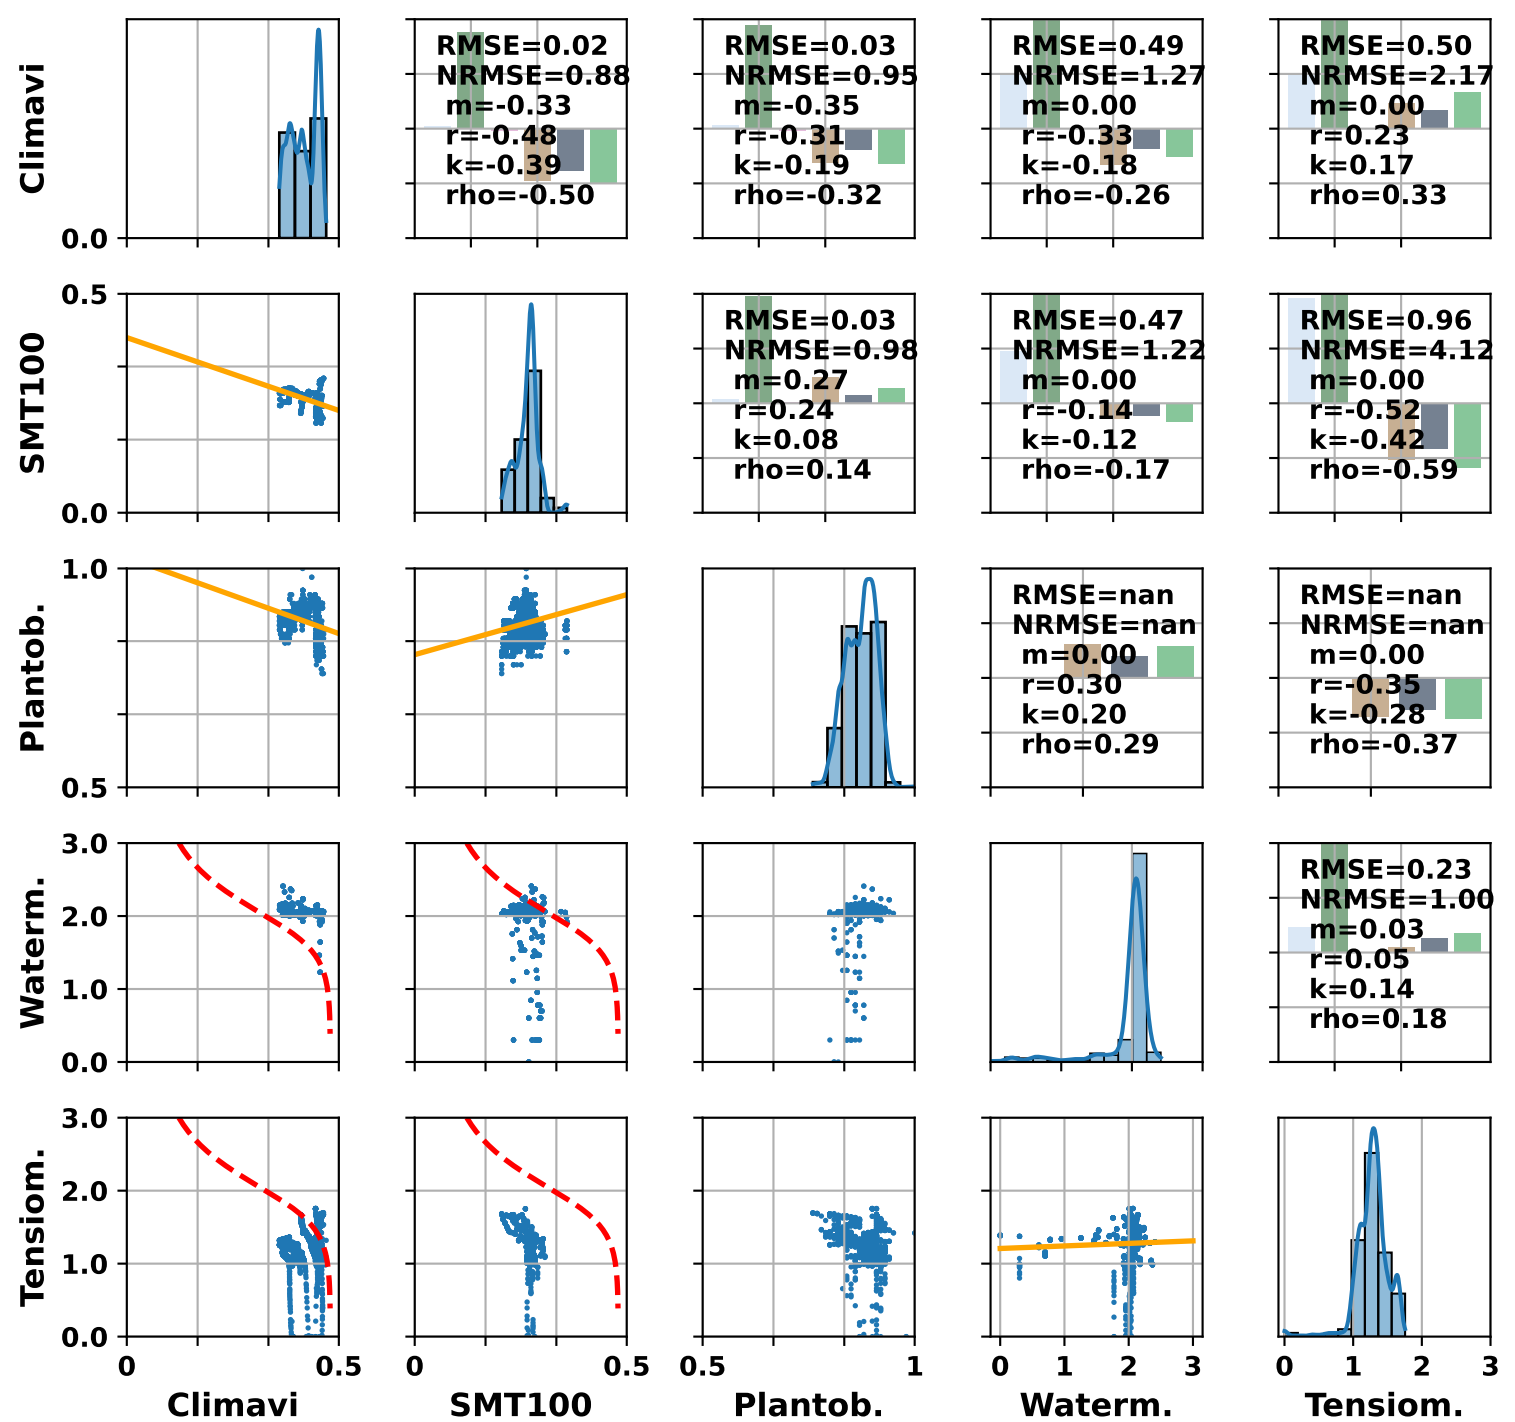 Climavi
0.0
RMSE=0.02
NRMSE=0.88
m=-0.33
r=-0.48
k=-0.39
rho=-0.50
RMSE=0.03
NRMSE=0.95
m=-0.35
r=-0.31
k=-0.19
rho=-0.32
RMSE=0.49
NRMSE=1.27
m=0.00
r=-0.33
k=-0.18
rho=-0.26
RMSE=0.50
NRMSE=2.17
m=0.00
r=0.23
k=0.17
rho=0.33
SMT100
0.5
0.0
RMSE=0.03
NRMSE=0.98
m=0.27
r=0.24
k=0.08
rho=0.14
RMSE=0.47
NRMSE=1.22
m=0.00
r=-0.14
k=-0.12
rho=-0.17
RMSE=0.96
NRMSE=4.12
m=0.00
r=-0.52
k=-0.42
rho=-0.59
Plantob.
1.0
0.5
RMSE=nan
NRMSE=nan
m=0.00
r=0.30
k=0.20
rho=0.29
RMSE=nan
NRMSE=nan
m=0.00
r=-0.35
k=-0.28
rho=-0.37
Waterm.
3.0
2.0
1.0
0.0
RMSE=0.23
NRMSE=1.00
m=0.03
r=0.05
k=0.14
rho=0.18
Tensiom.
3.0
2.0
1.0
0.0
0 0.5
0 0.5
0.5 1
0 1 2 3
0 1 2 3
Climavi
SMT100
Plantob.
Waterm.
Tensiom.